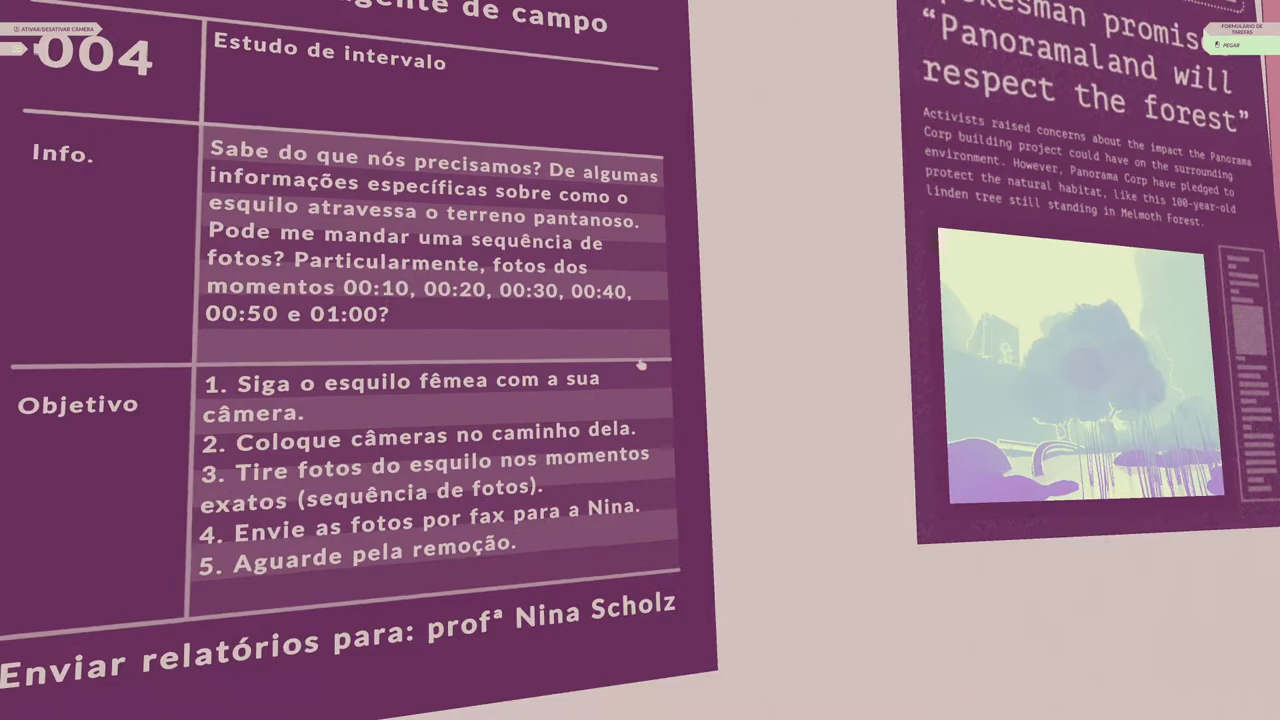 ATIVAR/DESATIVAR CÂMERA
agente de campo
004
Estudo de intervalo
Info.
Sabe do que nós precisamos? De algumas
informações específicas sobre como o
esquilo atravessa o terreno pantanoso.
Pode me mandar uma sequência de
fotos? Particularmente, fotos dos
momentos 00:10, 00:20, 00:30, 00:40,
00:50 e 01:00?
Objetivo
1. Siga o esquilo fêmea com a sua
câmera.
2. Coloque câmeras no caminho dela.
3. Tire fotos do esquilo nos momentos
exatos (sequência de fotos).
4. Envie as fotos por fax para a Nina.
5. Aguarde pela remoção.
Enviar relatórios para: profª Nina Scholz
“Panoramaland will
respect the forest”
Activists raised concerns about the impact the Panorama
Corp building project could have on the surrounding
environment. However, Panorama Corp have pledged to
protect the natural habitat, like this 100-year-old
linden tree still standing in Melmoth Forest.
FORMULÁRIO DE
TAREFAS
PEGAR